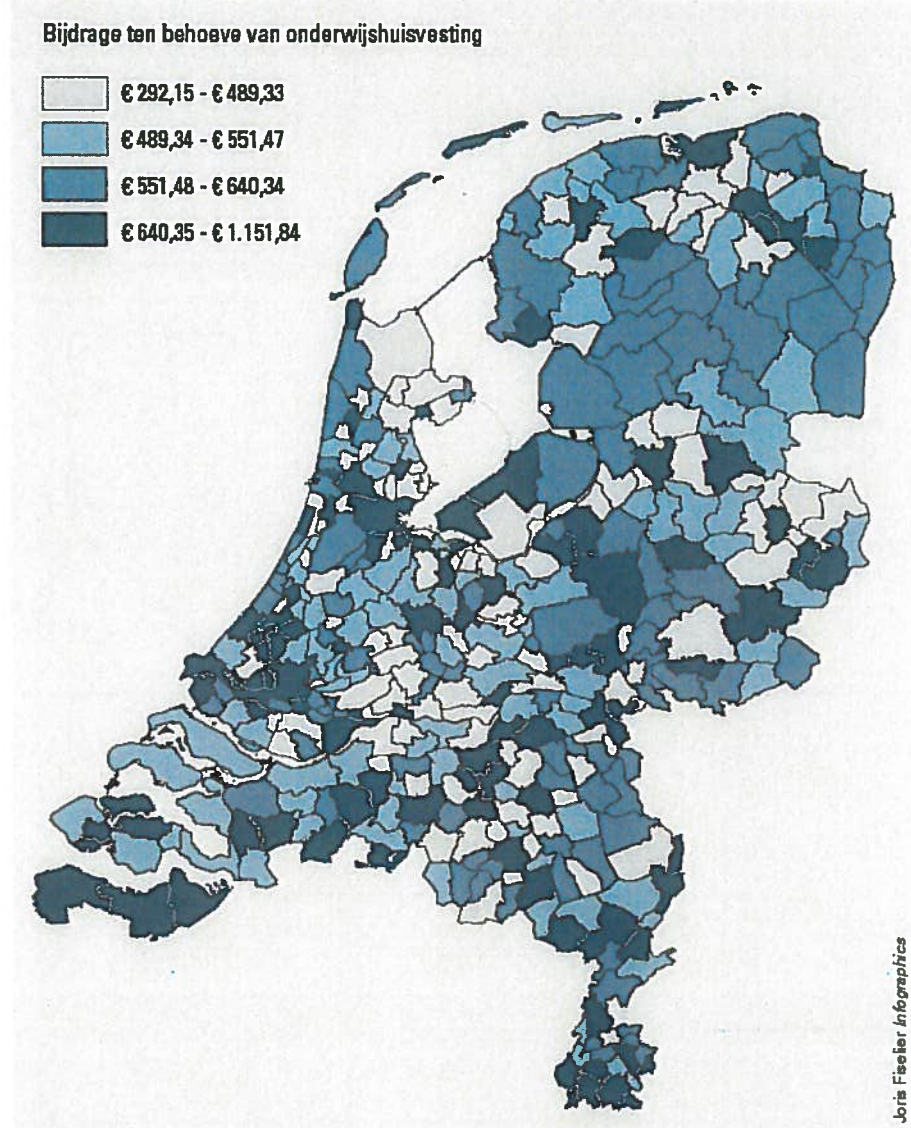 Bijdrage ten behoeve van onderwijshuisvesting
€ 292,15 - € 489,33
€ 489,34 - € 551,47
€ 551,48 - € 640,34
€ 640,35 - € 1.151,84
Joris Fiselier Infographics